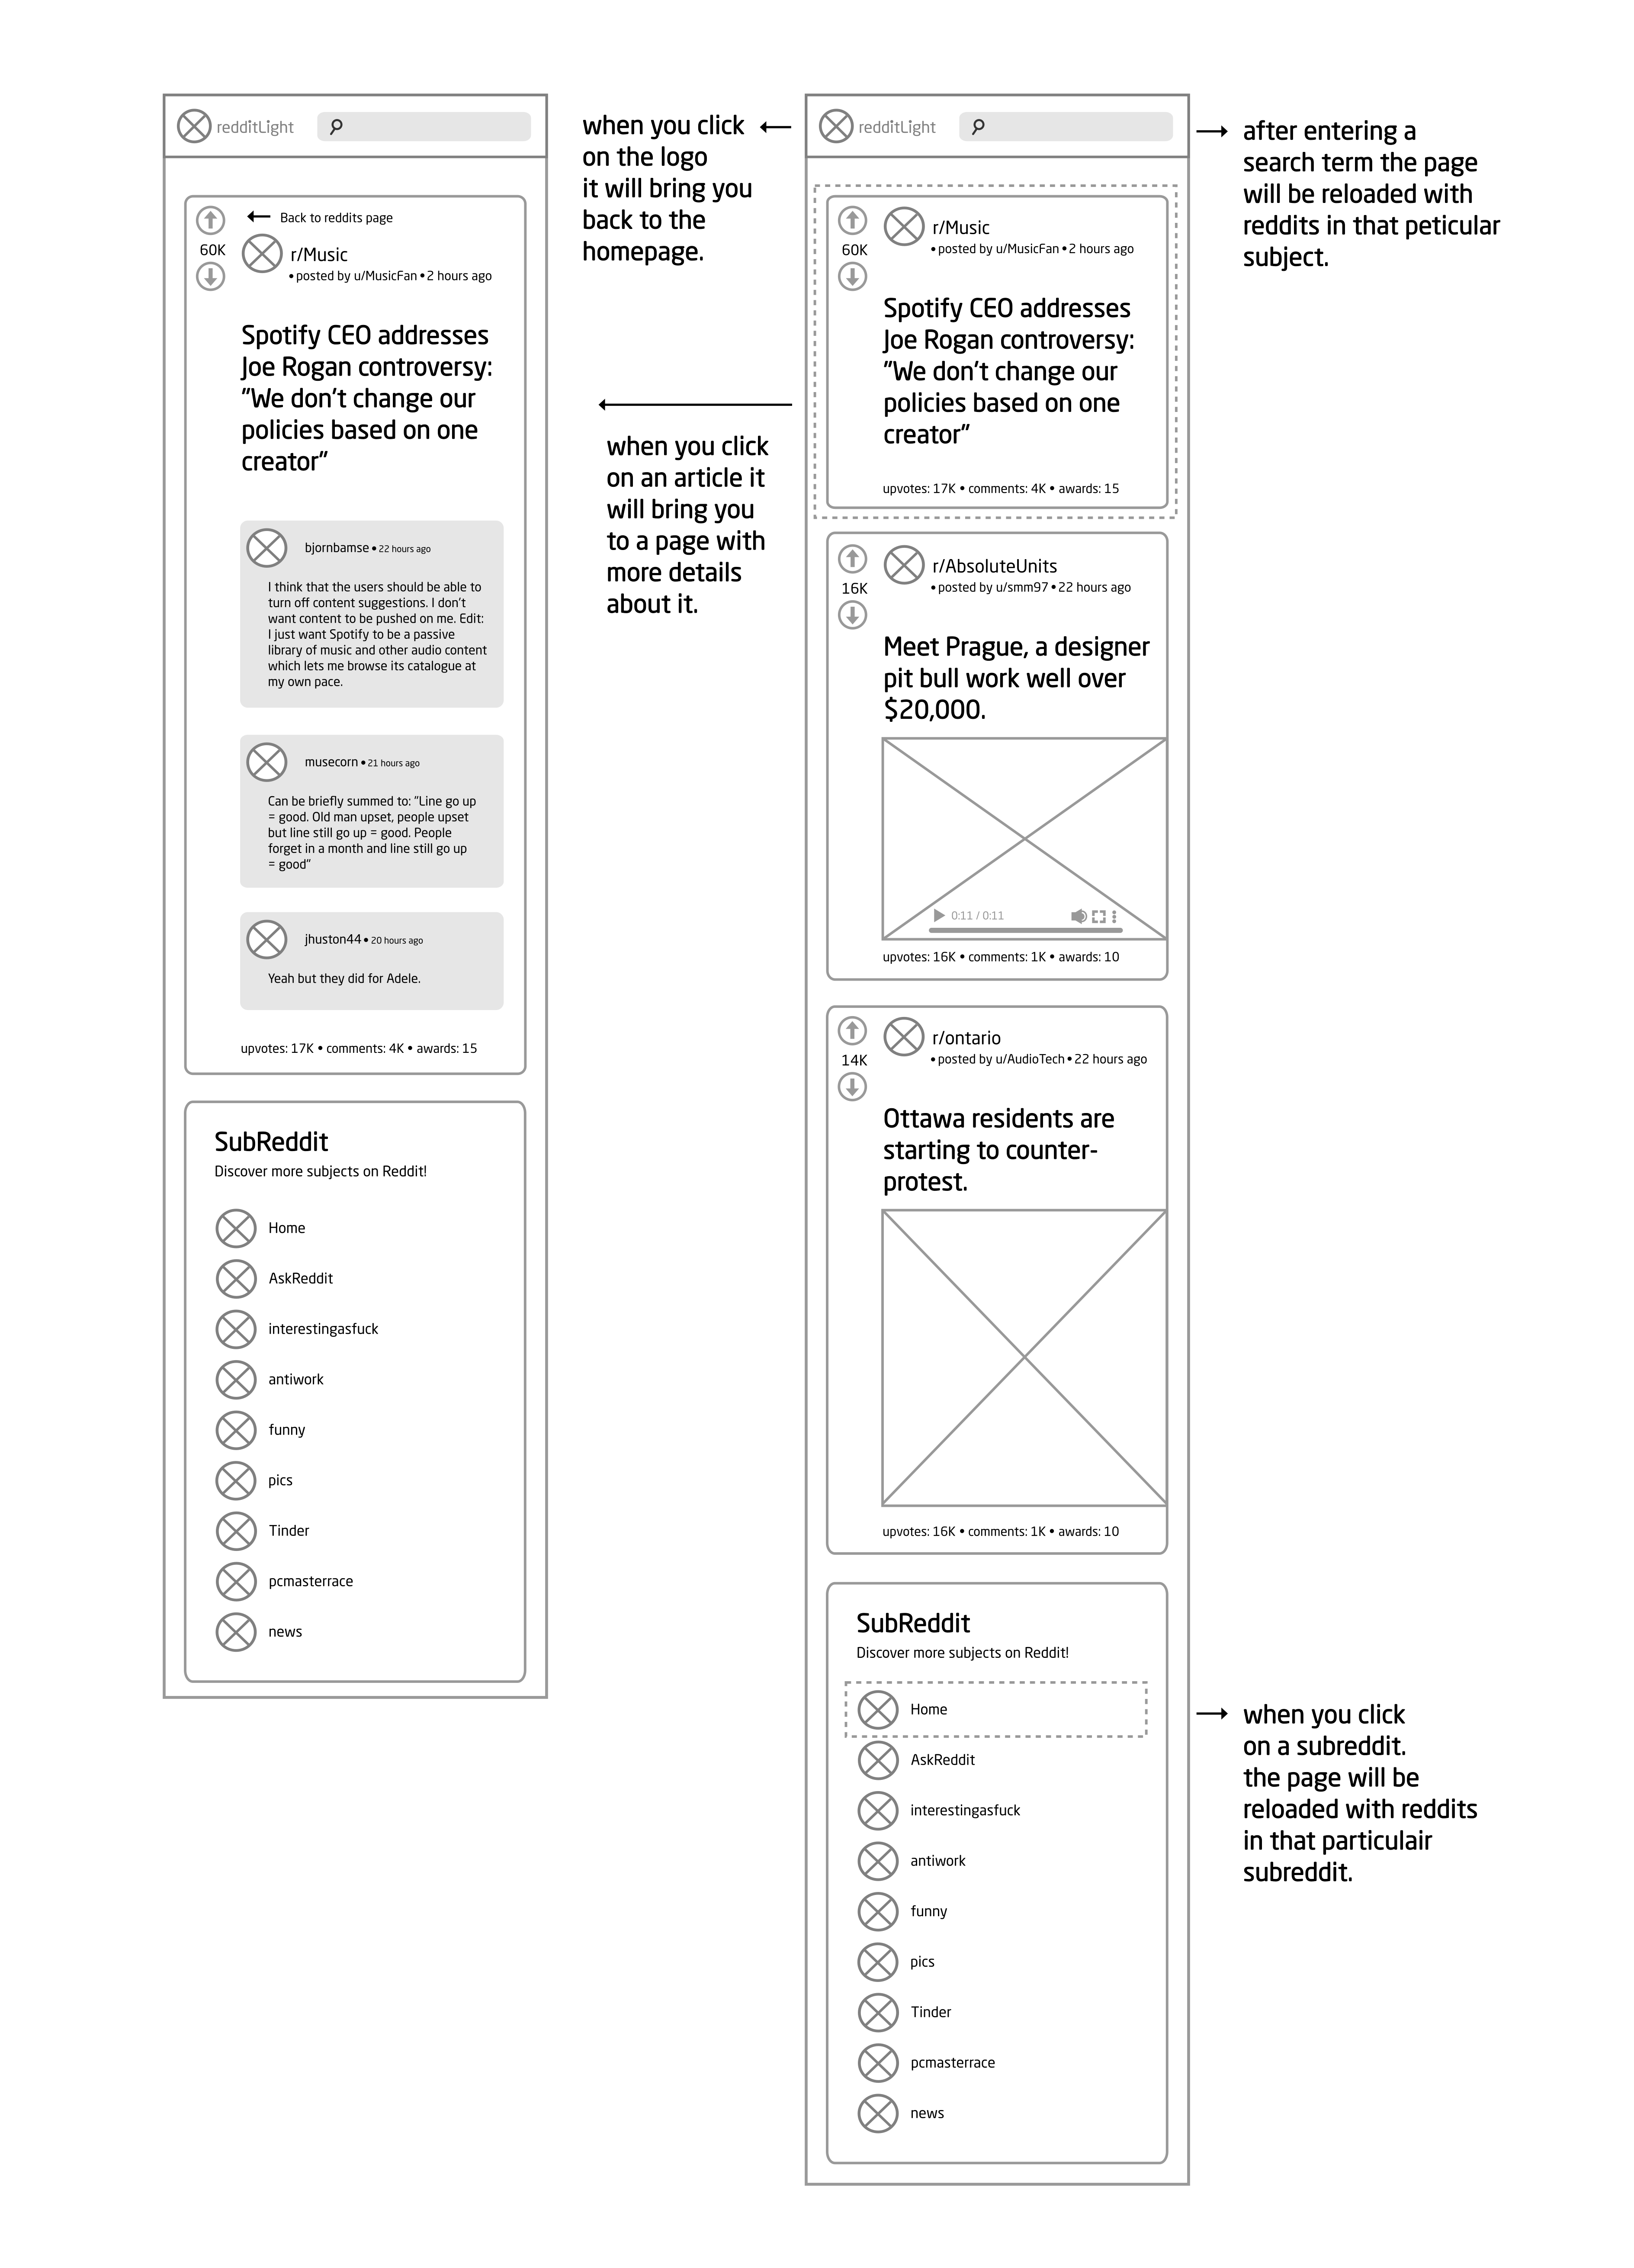 redditLight
← Back to reddits page
60K
r/Music
• posted by u/MusicFan • 2 hours ago
Spotify CEO addresses
Joe Rogan controversy:
"We don't change our
policies based on one
creator"
bjornbamse • 22 hours ago
I think that the users should be able to
turn off content suggestions. I don't
want content to be pushed on me. Edit:
I just want Spotify to be a passive
library of music and other audio content
which lets me browse its catalogue at
my own pace.
musecorn • 21 hours ago
Can be briefly summed to: "Line go up
= good. Old man upset, people upset
but line still go up = good. People
forget in a month and line still go up
= good"
jhuston44 • 20 hours ago
Yeah but they did for Adele.
upvotes: 17K • comments: 4K • awards: 15
SubReddit
Discover more subjects on Reddit!
Home
AskReddit
interestingasfuck
antiwork
funny
pics
Tinder
pcmasterrace
news
when you click
on the logo
it will bring you
back to the
homepage.
when you click
on an article it
will bring you
to a page with
more details
about it.
redditLight
60K
r/Music
• posted by u/MusicFan • 2 hours ago
Spotify CEO addresses
Joe Rogan controversy:
"We don't change our
policies based on one
creator"
upvotes: 17K • comments: 4K • awards: 15
16K
r/AbsoluteUnits
• posted by u/smm97 • 22 hours ago
Meet Prague, a designer
pit bull work well over
$20,000.
0:11 / 0:11
upvotes: 16K • comments: 1K • awards: 10
14K
r/ontario
• posted by u/AudioTech • 22 hours ago
Ottawa residents are
starting to counter-
protest.
upvotes: 16K • comments: 1K • awards: 10
SubReddit
Discover more subjects on Reddit!
Home
AskReddit
interestingasfuck
antiwork
funny
pics
Tinder
pcmasterrace
news
after entering a
search term the page
will be reloaded with
reddits in that peticular
subject.
when you click
on a subreddit.
the page will be
reloaded with reddits
in that particulair
subreddit.